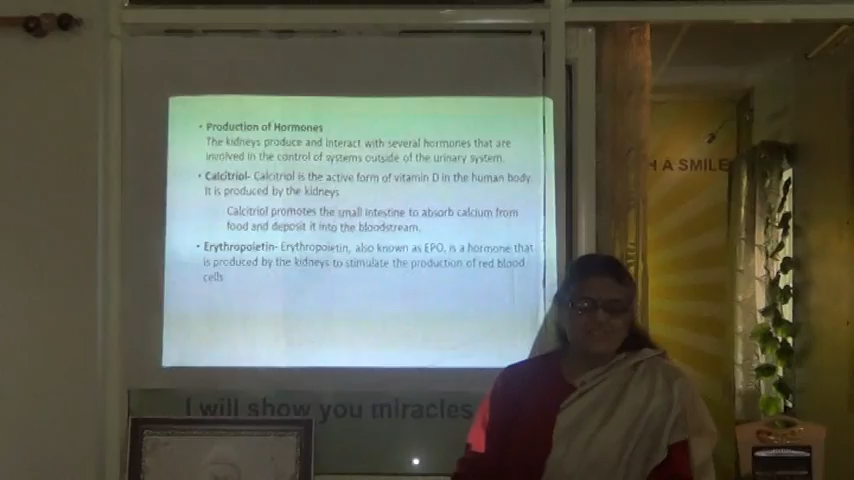 • Production of Hormones
The kidneys produce and interact with several hormones that are
involved in the control of systems outside of the urinary system.
• Calcitriol- Calcitriol is the active form of vitamin D in the human body.
It is produced by the kidneys
Calcitriol promotes the small intestine to absorb calcium from
food and deposit it into the bloodstream.
• Erythropoietin- Erythropoietin, also known as EPO, is a hormone that
is produced by the kidneys to stimulate the production of red blood
cells
H A SMILE
I will show you miracles